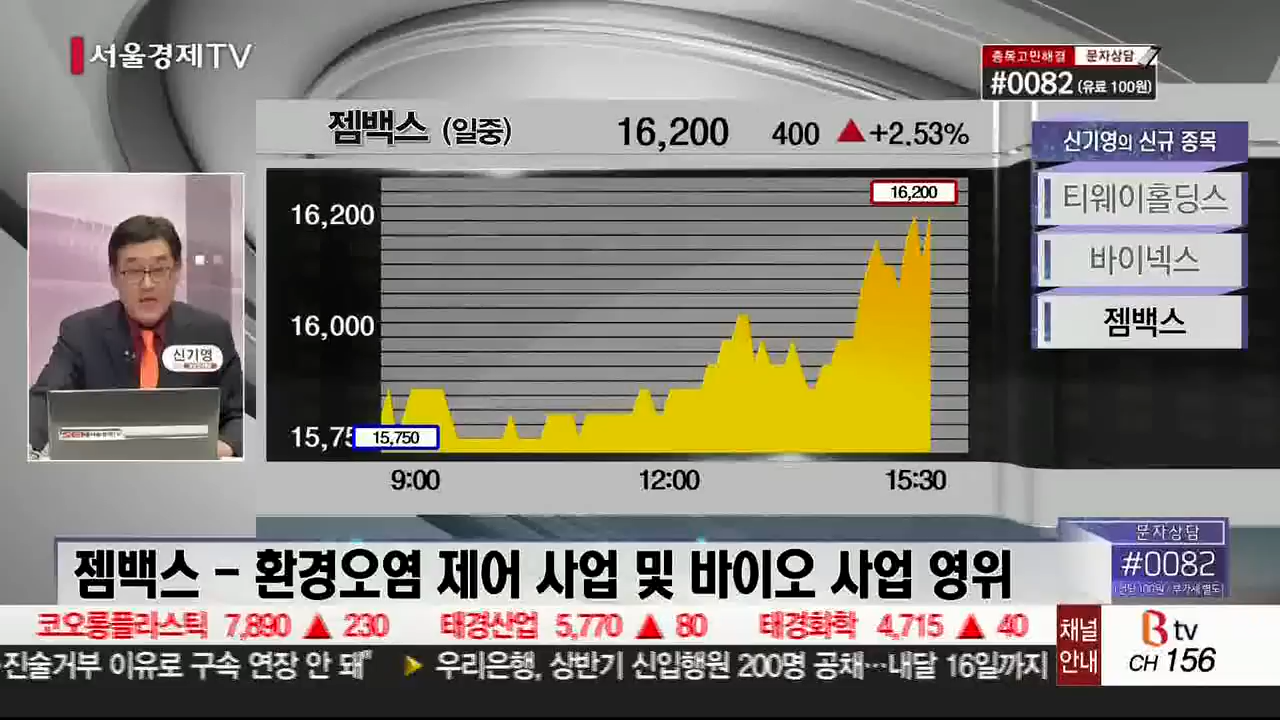 서울경제TV
종목고민해결 문자상담
#0082 (유료 100원)
젬백스 (일중) 16,200 400 ▲+2.53%
신기영의 신규 종목
티웨이홀딩스
바이넥스
젬백스
16,200
16,200
16,000
15,75
15,750
9:00 12:00 15:30
신기영
젬백스 - 환경오염 제어 사업 및 바이오 사업 영위
문자상담
#0082
코오롱플라스틱 7,890 ▲ 230 태경산업 5,770 ▲ 80 태경화학 4,715 ▲ 40
진술거부 이유로 구속 연장 안 돼" ▶ 우리은행, 상반기 신입행원 200명 공채…내달 16일까지
채널
안내
B tv
CH 156